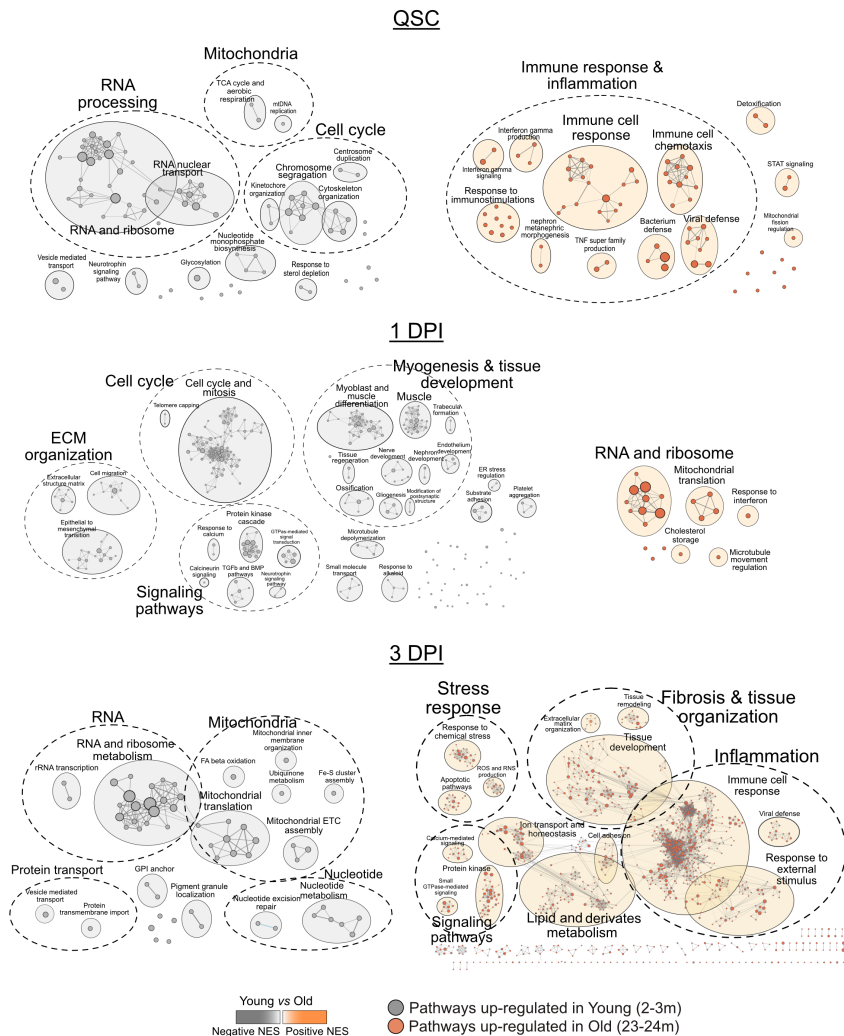 QSC
Mitochondria
TCA cycle and
aerobic
respiration
mtDNA
replication
RNA
processing
RNA nuclear
transport
RNA and ribosome
Cell cycle
Centrosome
duplication
Chromosome
segragation
Kinetochore
organization
Cytoskeleton
organization
Nucleotide
monophosphate
biosynthesis
Vesicle mediated
transport
Neurotrophin
signaling
pathway
Glycosylation
Response to
sterol depletion
Immune response &
inflammation
Interferon gamma
production
Interferon gamma
signaling
Immune cell
response
Immune cell
chemotaxis
Response to
immunostimulations
nephron
metanephric
morphogenesis
TNF super family
production
Bacterium
defense
Viral defense
Detoxification
STAT signaling
Mitochondrial
fission
regulation
1 DPI
Cell cycle
Cell cycle and
mitosis
Telomere capping
Myogenesis & tissue
development
Myoblast and
muscle
differentiation
Muscle
Trabecula
formation
Tissue
regeneration
Nerve
development
Nephron
development
Endothelium
development
Ossification
Gliogenesis
Modification of
postsynaptic
structure
ER stress
regulation
Substrate
adhesion
Platelet
aggregation
ECM
organization
Extracellular
structure matrix
Cell migration
Epithelial to
mesenchymal
transition
Protein kinase
cascade
Response to
calcium
GTPas-mediated
signal
transduction
Calcineurin
signaling
TGFb and BMP
pathways
Neurotrophin
signaling
pathway
Signaling
pathways
Microtubule
depolymerization
Small molecule
transport
Response to
alkaloid
RNA and ribosome
Mitochondrial
translation
Response to
interferon
Cholesterol
storage
Microtubule
movement
regulation
3 DPI
RNA
RNA and ribosome
metabolism
rRNA transcription
Mitochondria
Mitochondrial inner
membrane
organization
FA beta oxidation
Ubiquinone
metabolism
Fe-S cluster
assembly
Mitochondrial
translation
Mitochondrial ETC
assembly
Protein transport
Vesicle mediated
transport
Protein
transmembrane import
GPI anchor
Pigment granule
localization
Nucleotide
Nucleotide
metabolism
Nucleotide excision
repair
Stress
response
Response to
chemical stress
Apoptotic
pathways
ROS and RNS
production
Fibrosis & tissue
organization
Tissue
remodeling
Extracellular
matirx
organization
Tissue
development
Inflammation
Immune cell
response
Viral defense
Response to
external
stimulus
Ion transport and
homeostasis
Cell adhesion
Calcium-mediated
signaling
Protein kinase
Small
GTPase-mediated
signaling
Signaling
pathways
Lipid and derivates
metabolism
Young vs Old
Negative NES
Positive NES
Pathways up-regulated in Young (2-3m)
Pathways up-regulated in Old (23-24m)